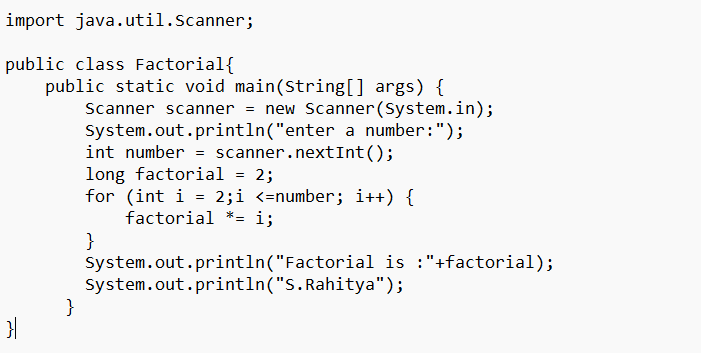 import java.util.Scanner;

public class Factorial{
    public static void main(String[] args) {
        Scanner scanner = new Scanner(System.in);
        System.out.println("enter a number:");
        int number = scanner.nextInt();
        long factorial = 2;
        for (int i = 2;i <=number; i++) {
            factorial *= i;
        }
        System.out.println("Factorial is :"+factorial);
        System.out.println("S.Rahitya");
      }
}